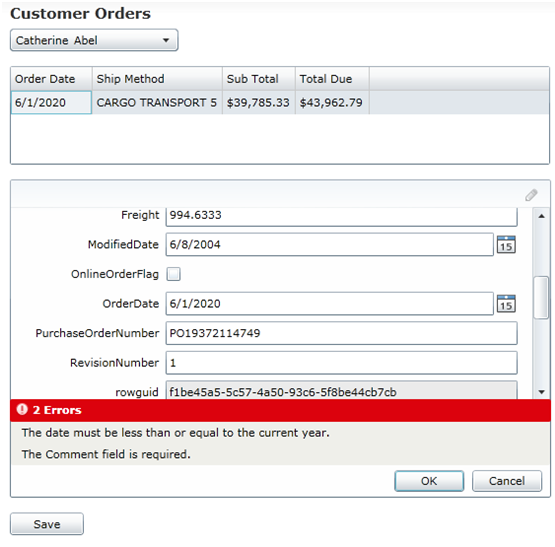 Customer Orders
Catherine Abel
Order Date Ship Method Sub Total Total Due
6/1/2020 CARGO TRANSPORT 5 $39,785.33 $43,962.79
Freight 994.6333
ModifiedDate 6/8/2004 15
OnlineOrderFlag
OrderDate 6/1/2020 15
PurchaseOrderNumber PO19372114749
RevisionNumber 1
rowguid f1be45a5-5c57-4a50-93c6-5f8be44cb7cb
2 Errors
The date must be less than or equal to the current year.
The Comment field is required.
OK Cancel
Save